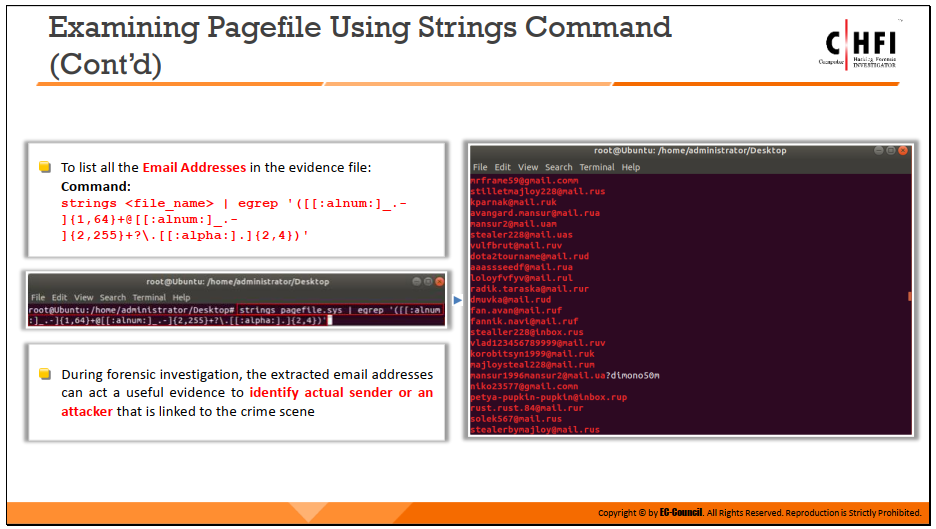 Examining Pagefile Using Strings Command
(Cont’d)
C|HFI
Computer Hacking Forensic
INVESTIGATOR
To list all the Email Addresses in the evidence file:
Command:
strings <file_name> | egrep '([[:alnum:]_.-
]{1,64}+@[[:alnum:]_.-
]{2,255}+?\.[[:alpha:].]{2,4})'
root@Ubuntu: /home/administrator/Desktop
File Edit View Search Terminal Help
root@Ubuntu:/home/administrator/Desktop# strings pagefile.sys | egrep '([[:alnum
:]_.-]{1,64}+@[[:alnum:]_.-]{2,255}+?\.[[:alpha:].]{2,4})'
During forensic investigation, the extracted email addresses
can act a useful evidence to identify actual sender or an
attacker that is linked to the crime scene
root@Ubuntu: /home/administrator/Desktop
File Edit View Search Terminal Help
mrframe59@gmail.comm
stilletmajloy228@mail.rus
kparnak@mail.ruk
avangard.mansur@mail.rua
mansur2@mail.uam
stealer228@mail.uas
vulfbrut@mail.ruv
dota2tourname@mail.rud
aaassseedf@mail.rua
loloyfvfyv@mail.rul
radik.taraska@mail.rur
dmuvka@mail.rud
fan.avan@mail.ruf
fannik.navi@mail.ruf
stealler228@inbox.rus
vlad123456789999@mail.ruv
korobitsyn1999@mail.ruk
majloysteal228@mail.rum
mansur1996mansur2@mail.ua?dimono50m
niko23577@gmail.comn
petya-pupkin-pupkin@inbox.rup
rust.rust.84@mail.rur
solek567@mail.rus
stealerbymajloy@mail.rus
Copyright © by EC-Council. All Rights Reserved. Reproduction is Strictly Prohibited.